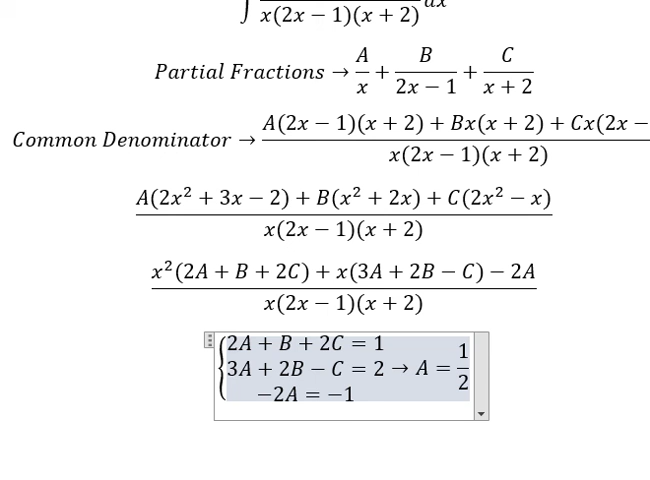 ∫ x(2x − 1)(x + 2) dx
Partial Fractions → A/x + B/(2x − 1) + C/(x + 2)
Common Denominator → A(2x − 1)(x + 2) + Bx(x + 2) + Cx(2x −
x(2x − 1)(x + 2)
A(2x² + 3x − 2) + B(x² + 2x) + C(2x² − x)
x(2x − 1)(x + 2)
x²(2A + B + 2C) + x(3A + 2B − C) − 2A
x(2x − 1)(x + 2)
{2A + B + 2C = 1
3A + 2B − C = 2 → A = 1/2
−2A = −1